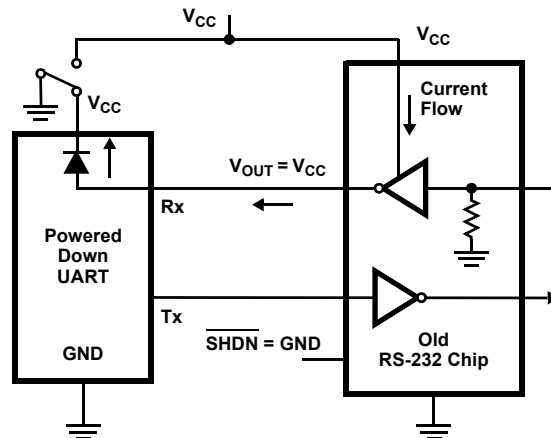 VCC
VCC
VCC
Current
Flow
VOUT = VCC
Rx
Powered
Down
UART
Tx
GND
SHDN = GND
Old
RS-232 Chip